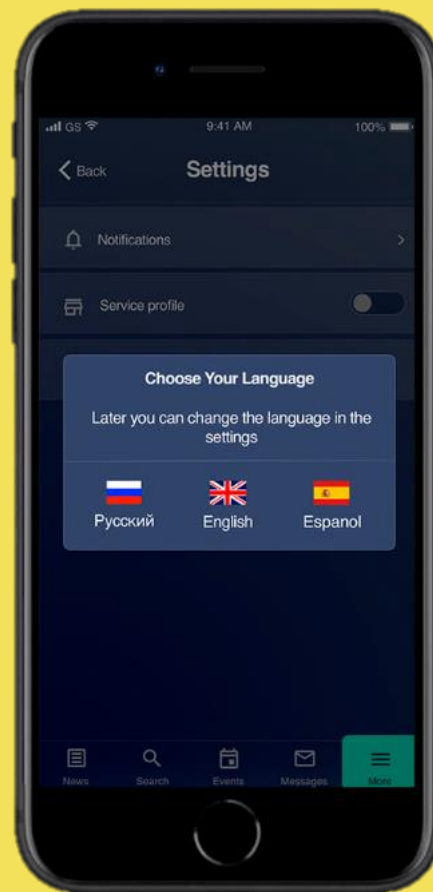 GS 9:41 AM 100%
Back Settings
Notifications
Service profile
Choose Your Language
Later you can change the language in the
settings
Русский English Espanol
News Search Events Messages More